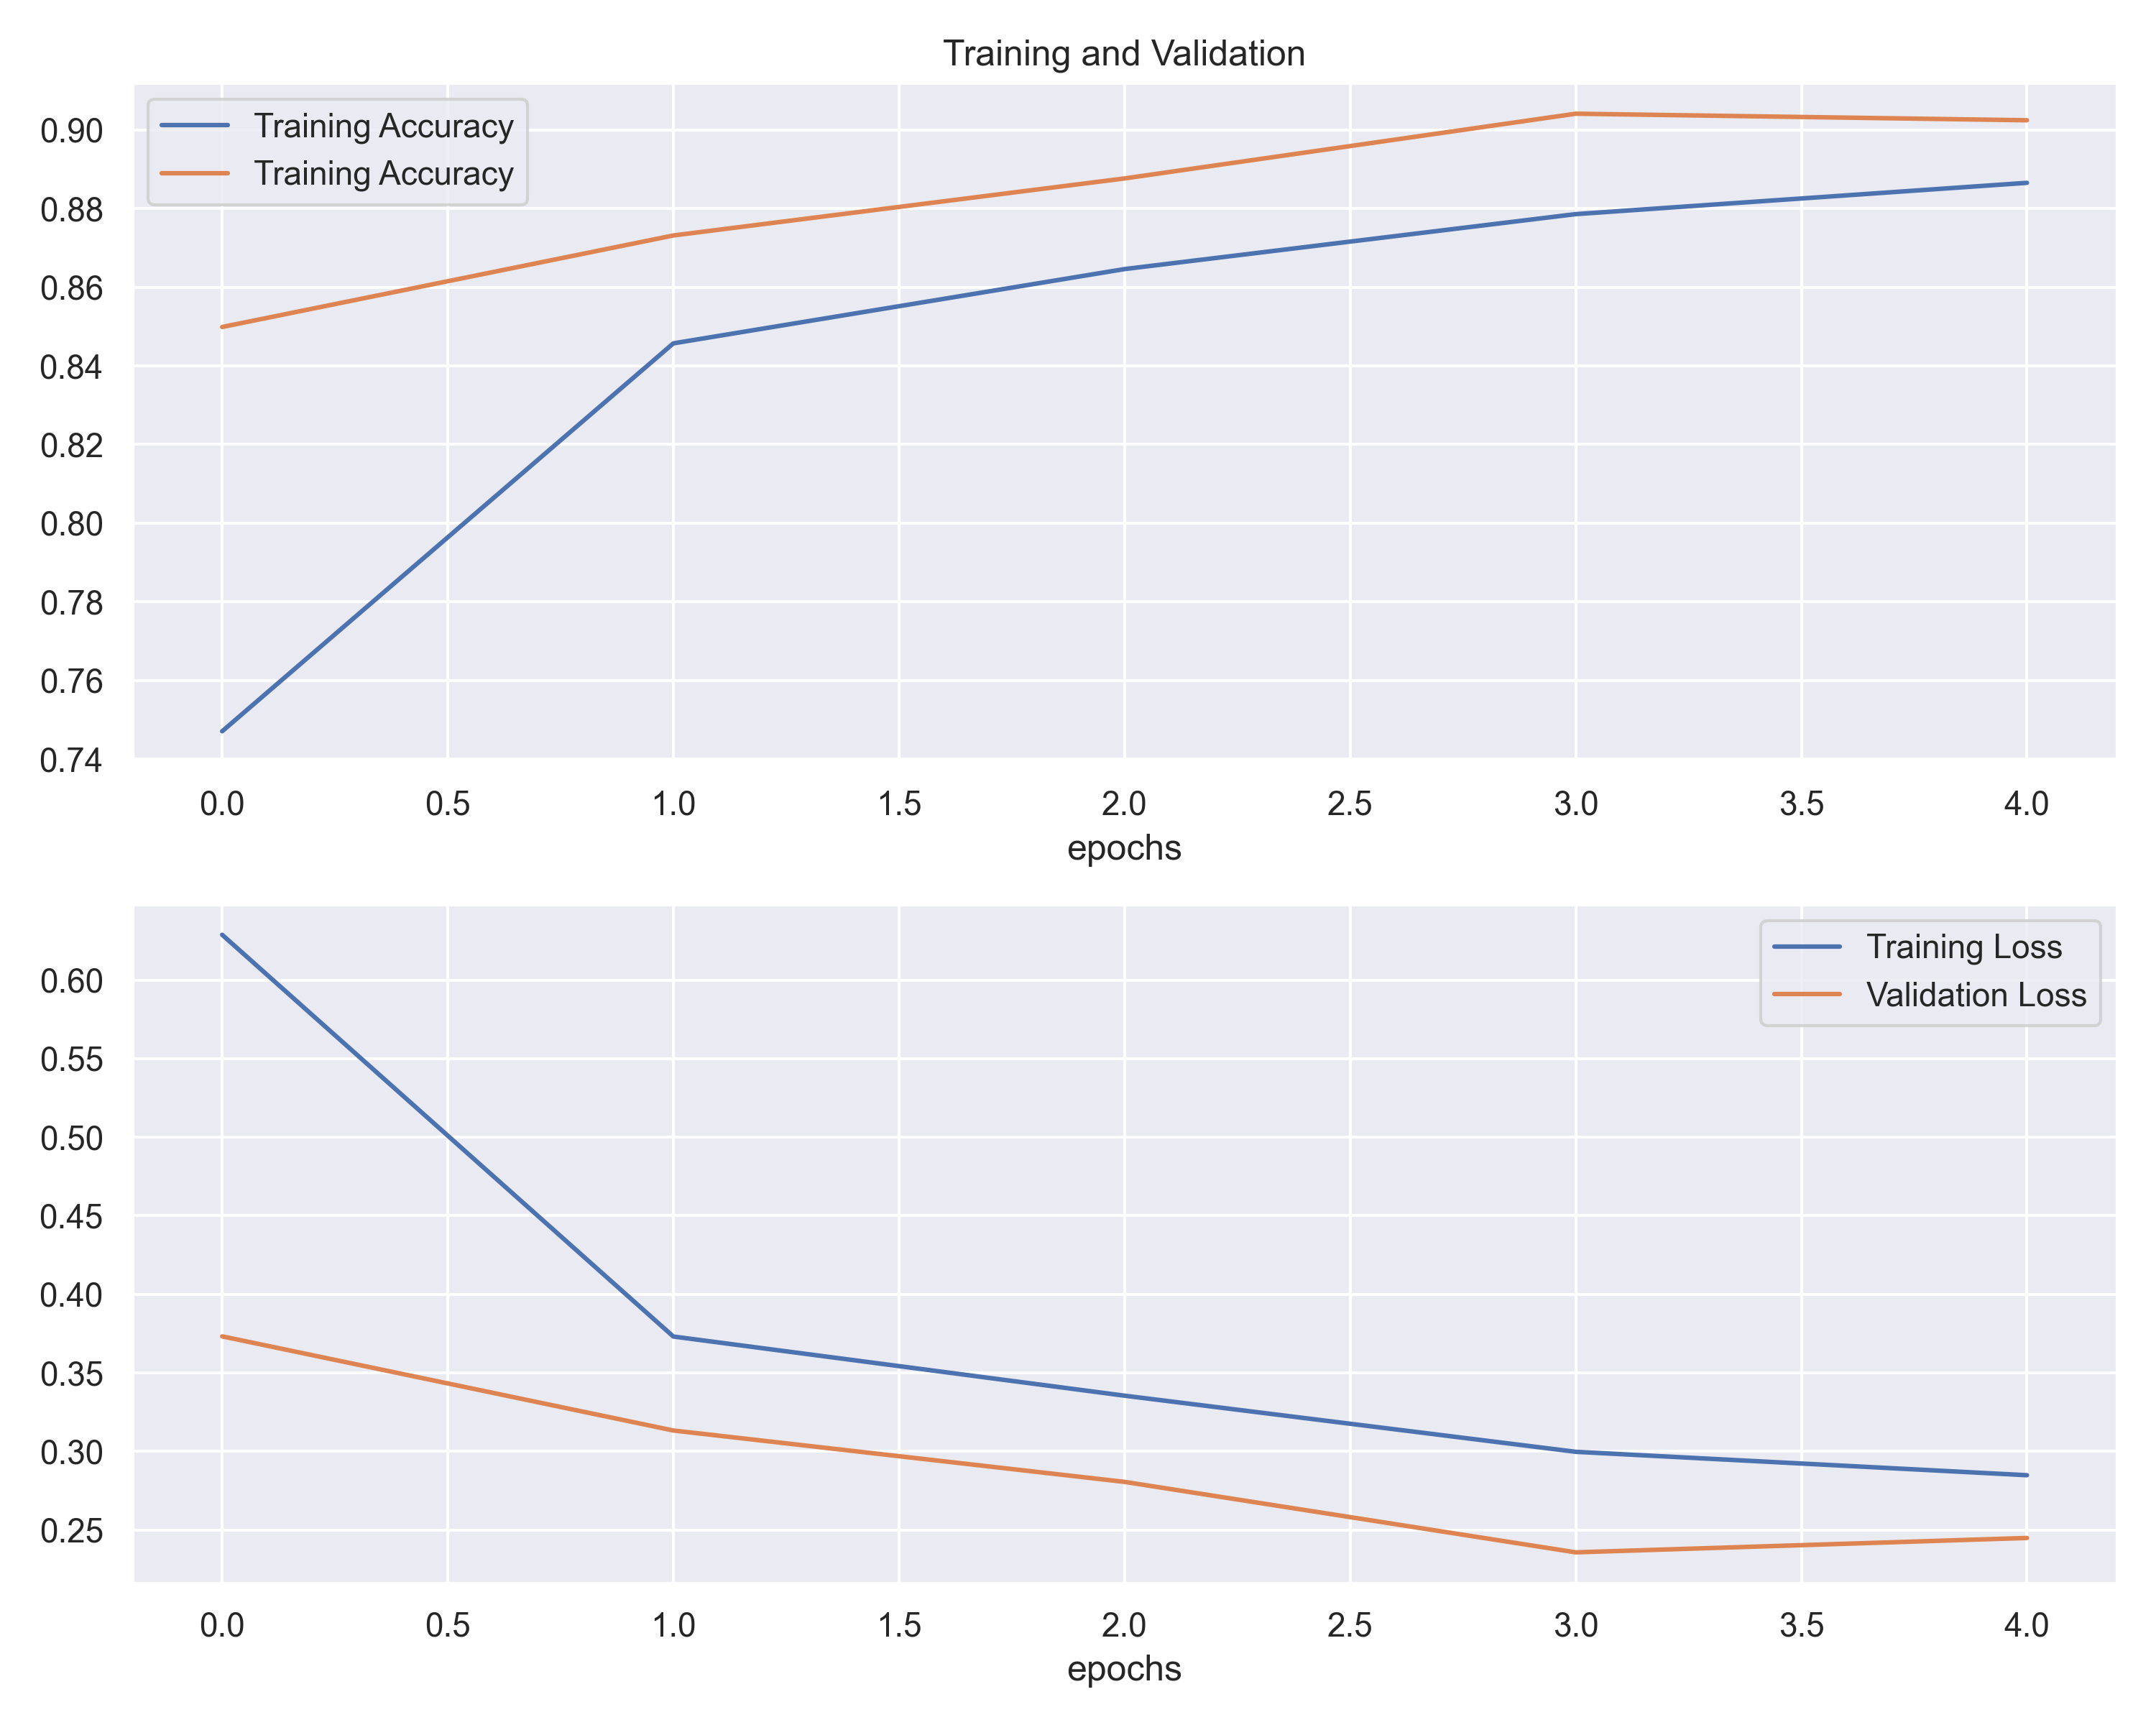 Training and Validation
Training Accuracy
Training Accuracy
0.90
0.88
0.86
0.84
0.82
0.80
0.78
0.76
0.74
0.0 0.5 1.0 1.5 2.0 2.5 3.0 3.5 4.0
epochs
Training Loss
Validation Loss
0.60
0.55
0.50
0.45
0.40
0.35
0.30
0.25
0.0 0.5 1.0 1.5 2.0 2.5 3.0 3.5 4.0
epochs